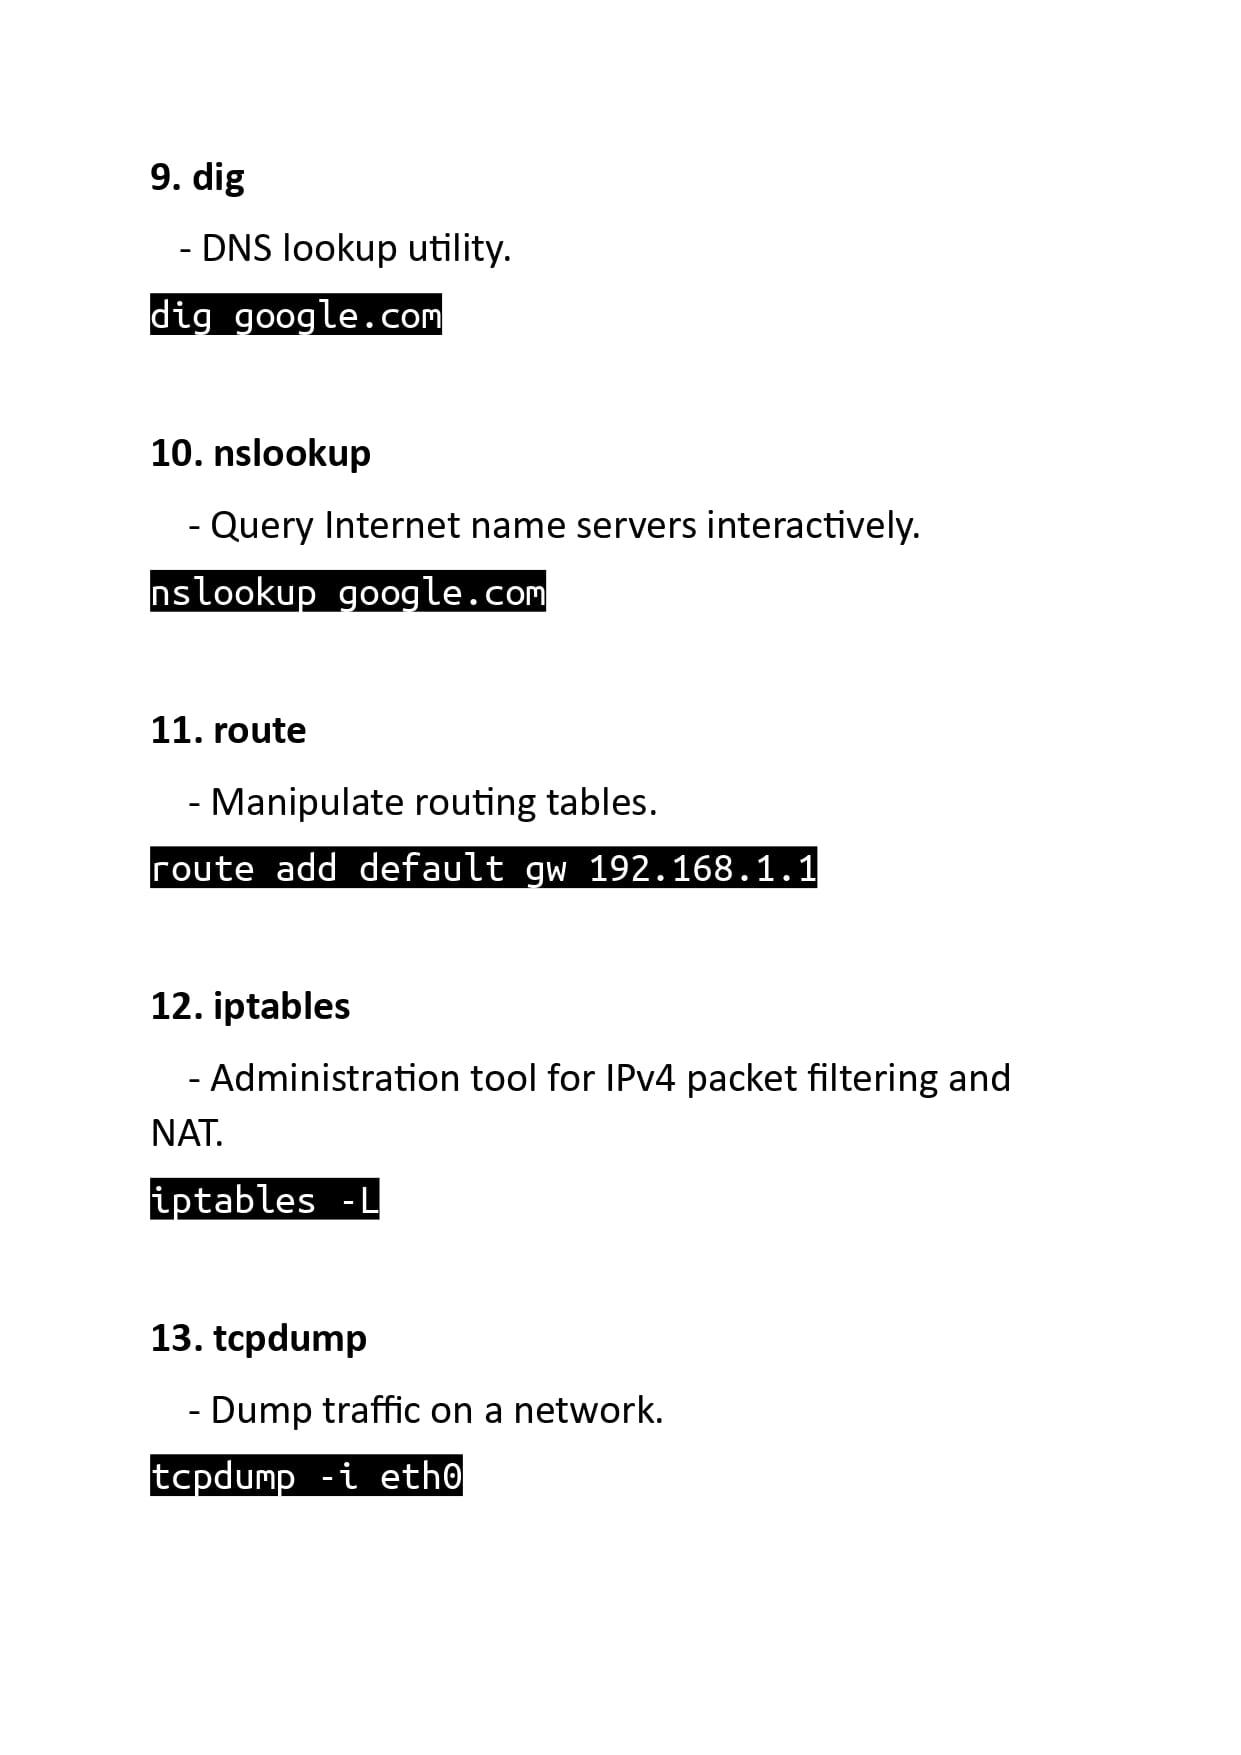 9. dig
- DNS lookup utility.
dig google.com
10. nslookup
- Query Internet name servers interactively.
nslookup google.com
11. route
- Manipulate routing tables.
route add default gw 192.168.1.1
12. iptables
- Administration tool for IPv4 packet filtering and
NAT.
iptables -L
13. tcpdump
- Dump traffic on a network.
tcpdump -i eth0